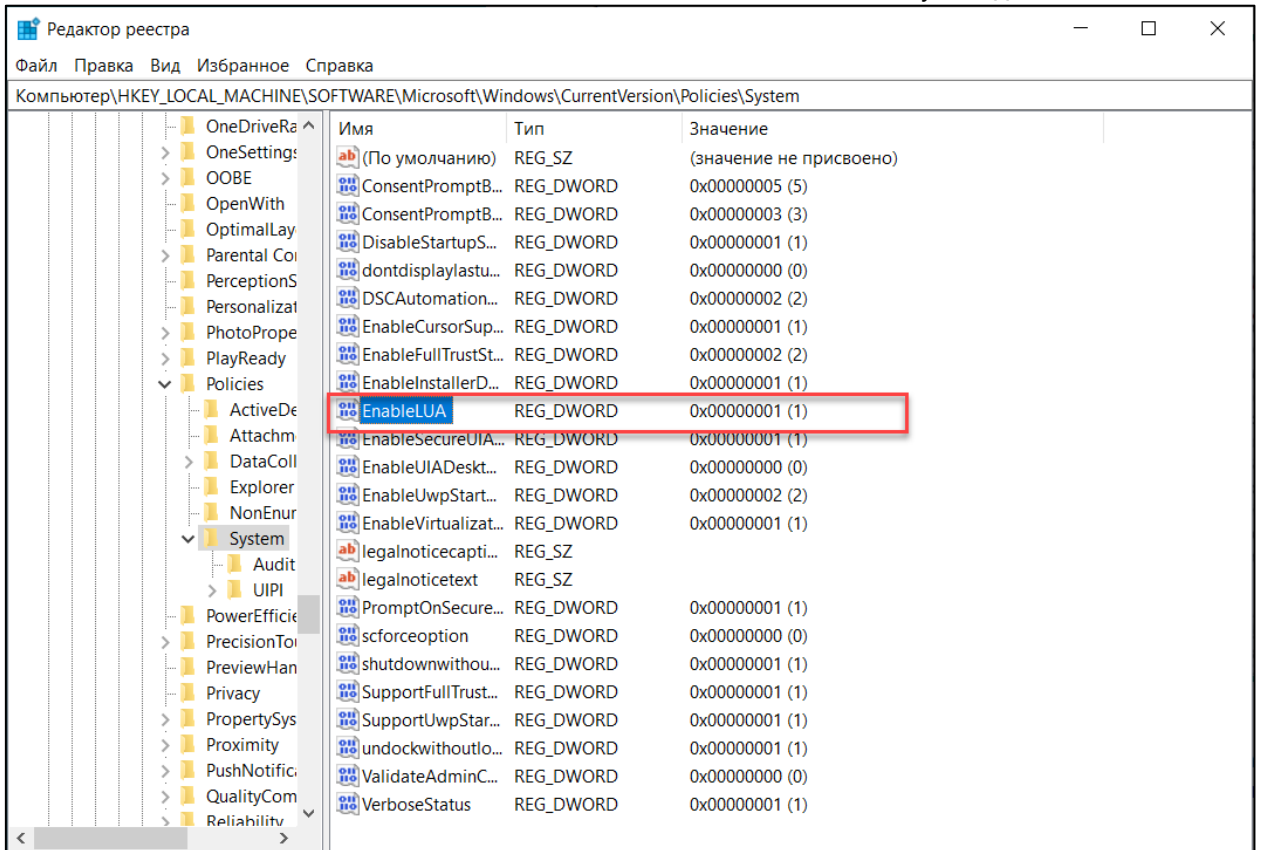 Редактор реестра
Файл Правка Вид Избранное Справка
Компьютер\HKEY_LOCAL_MACHINE\SOFTWARE\Microsoft\Windows\CurrentVersion\Policies\System
OneDriveRa
OneSettings
OOBE
OpenWith
OptimalLay
Parental Co
PerceptionS
Personalizat
PhotoPrope
PlayReady
Policies
ActiveDe
Attachm
DataColl
Explorer
NonEnur
System
Audit
UIPI
PowerEfficie
PrecisionTo
PreviewHan
Privacy
PropertySys
Proximity
PushNotific
QualityCom
Reliability
Имя Тип Значение
(По умолчанию) REG_SZ (значение не присвоено)
ConsentPromptB... REG_DWORD 0x00000005 (5)
ConsentPromptB... REG_DWORD 0x00000003 (3)
DisableStartupS... REG_DWORD 0x00000001 (1)
dontdisplaylastu... REG_DWORD 0x00000000 (0)
DSCAutomation... REG_DWORD 0x00000002 (2)
EnableCursorSup... REG_DWORD 0x00000001 (1)
EnableFullTrustSt... REG_DWORD 0x00000002 (2)
EnableInstallerD... REG_DWORD 0x00000001 (1)
EnableLUA REG_DWORD 0x00000001 (1)
EnableSecureUIA... REG_DWORD 0x00000001 (1)
EnableUIADeskt... REG_DWORD 0x00000000 (0)
EnableUwpStart... REG_DWORD 0x00000002 (2)
EnableVirtualizat... REG_DWORD 0x00000001 (1)
legalnoticecapti... REG_SZ
legalnoticetext REG_SZ
PromptOnSecure... REG_DWORD 0x00000001 (1)
scforceoption REG_DWORD 0x00000000 (0)
shutdownwithou... REG_DWORD 0x00000001 (1)
SupportFullTrust... REG_DWORD 0x00000001 (1)
SupportUwpStar... REG_DWORD 0x00000001 (1)
undockwithoutlo... REG_DWORD 0x00000001 (1)
ValidateAdminC... REG_DWORD 0x00000000 (0)
VerboseStatus REG_DWORD 0x00000001 (1)